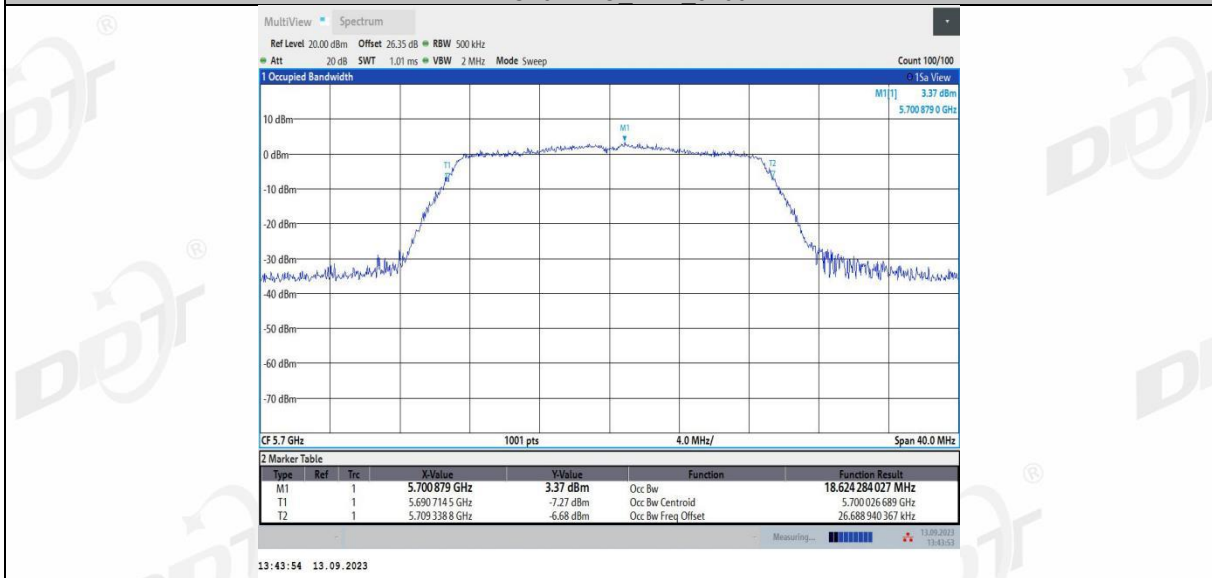 MultiView Spectrum
Ref Level 20.00 dBm Offset 26.35 dB RBW 500 kHz
Att 20 dB SWT 1.01 ms VBW 2 MHz Mode Sweep Count 100/100
1 Occupied Bandwidth 1Sa View
M1[1] 3.37 dBm
5.700 879 0 GHz
10 dBm
M1
0 dBm
T1 T2
-10 dBm
-20 dBm
-30 dBm
-40 dBm
-50 dBm
-60 dBm
-70 dBm
CF 5.7 GHz 1001 pts 4.0 MHz/ Span 40.0 MHz
2 Marker Table
Type Ref Trc X-Value Y-Value Function Function Result
M1 1 5.700 879 GHz 3.37 dBm Occ Bw 18.624 284 027 MHz
T1 1 5.690 714 5 GHz -7.27 dBm Occ Bw Centroid 5.700 026 689 GHz
T2 1 5.709 338 8 GHz -6.68 dBm Occ Bw Freq Offset 26.688 940 367 kHz
Measuring... 13.09.2023
13:43:53
13:43:54 13.09.2023
DDT ®
DDT
DDT ®
DDT ®